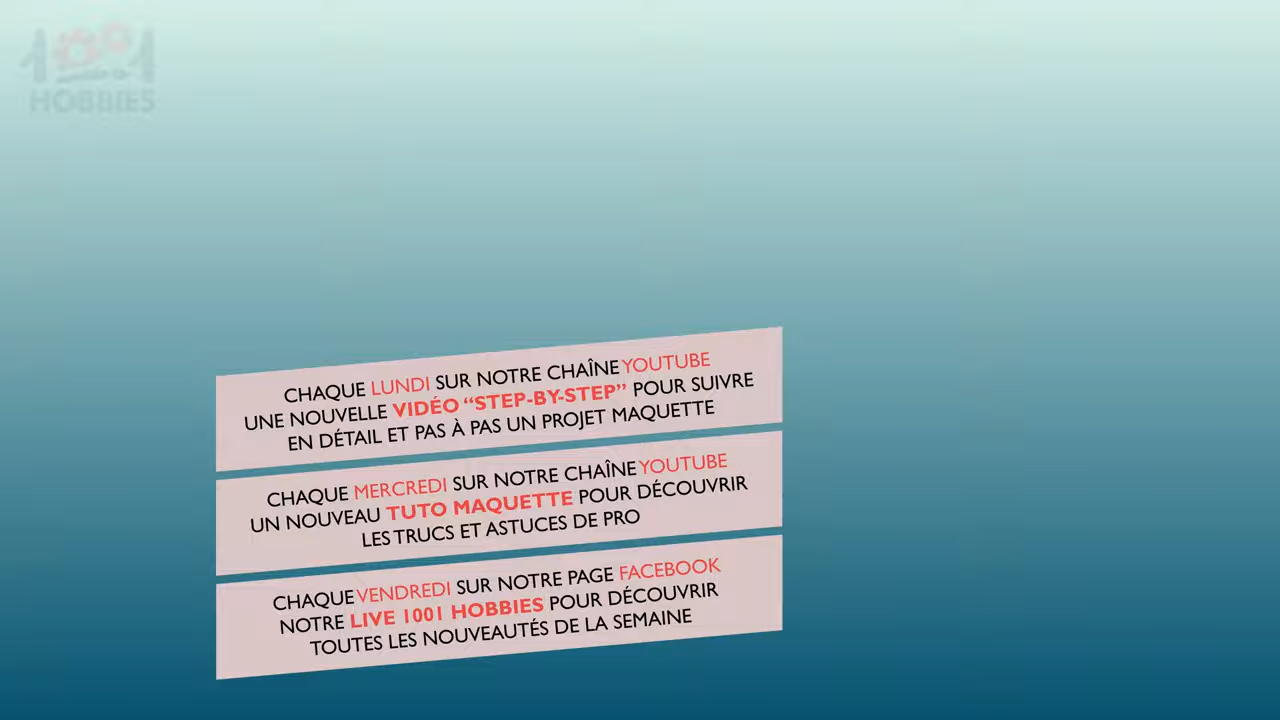 1001
HOBBIES
CHAQUE LUNDI SUR NOTRE CHAÎNE YOUTUBE
UNE NOUVELLE VIDÉO “STEP-BY-STEP” POUR SUIVRE
EN DÉTAIL ET PAS À PAS UN PROJET MAQUETTE
CHAQUE MERCREDI SUR NOTRE CHAÎNE YOUTUBE
UN NOUVEAU TUTO MAQUETTE POUR DÉCOUVRIR
LES TRUCS ET ASTUCES DE PRO
CHAQUE VENDREDI SUR NOTRE PAGE FACEBOOK
NOTRE LIVE 1001 HOBBIES POUR DÉCOUVRIR
TOUTES LES NOUVEAUTÉS DE LA SEMAINE